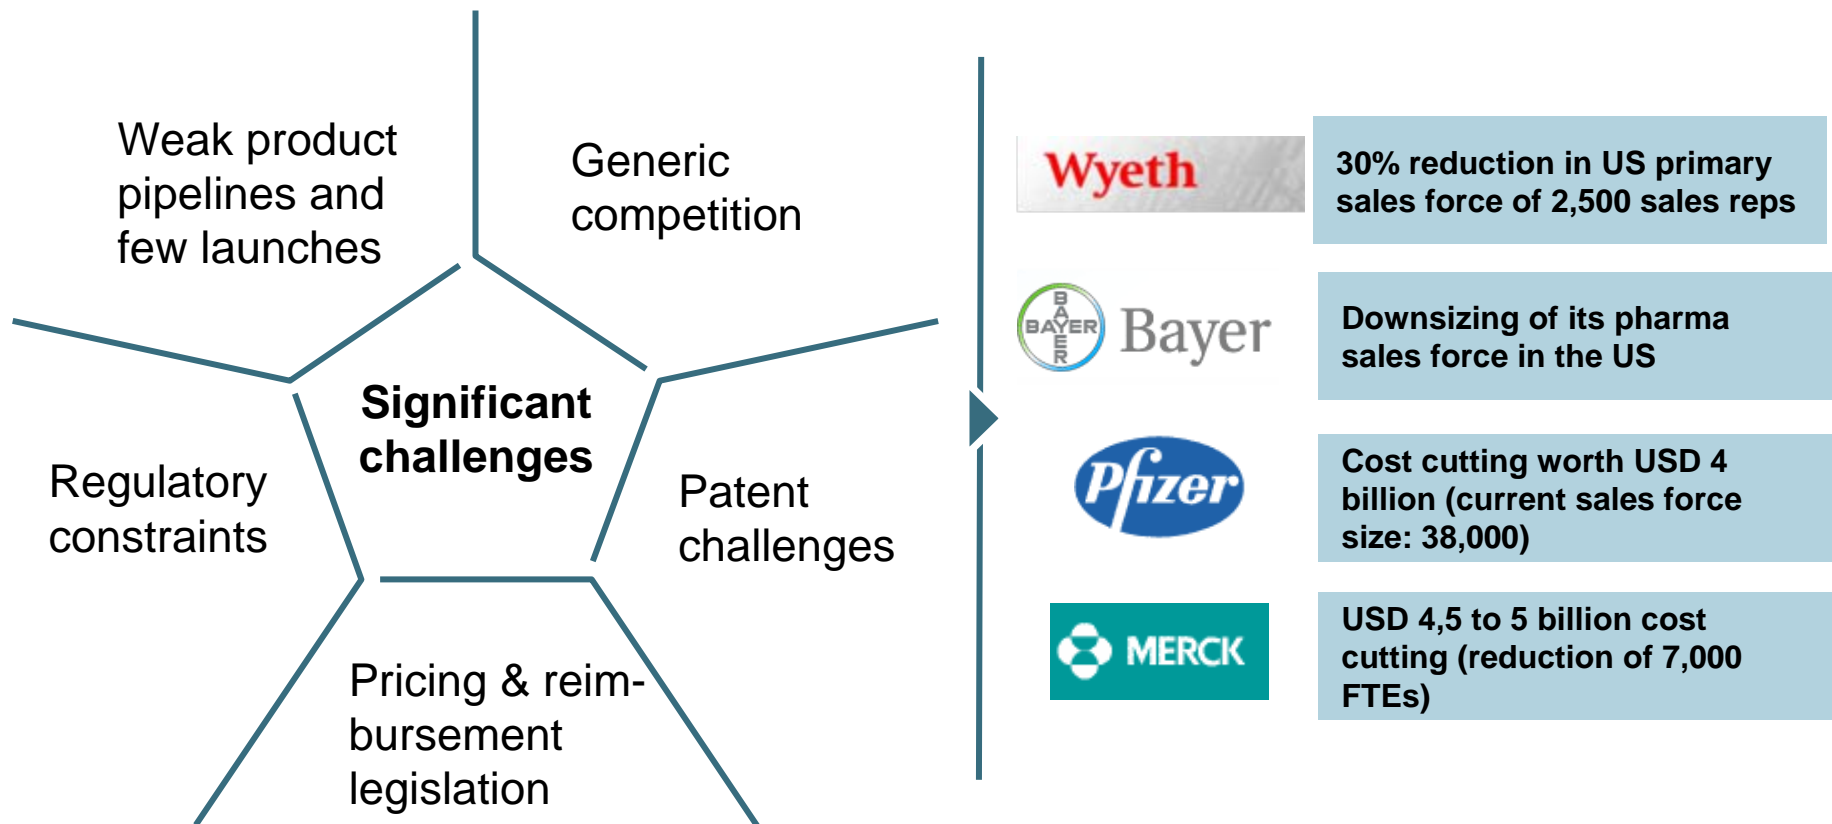 Weak product
pipelines and
few launches
Generic
competition
Significant
challenges
Regulatory
constraints
Patent
challenges
Pricing & reim-
bursement
legislation
Wyeth
30% reduction in US primary
sales force of 2,500 sales reps
BAYER
BAYER
Bayer
Downsizing of its pharma
sales force in the US
Pfizer
Cost cutting worth USD 4
billion (current sales force
size: 38,000)
MERCK
USD 4,5 to 5 billion cost
cutting (reduction of 7,000
FTEs)